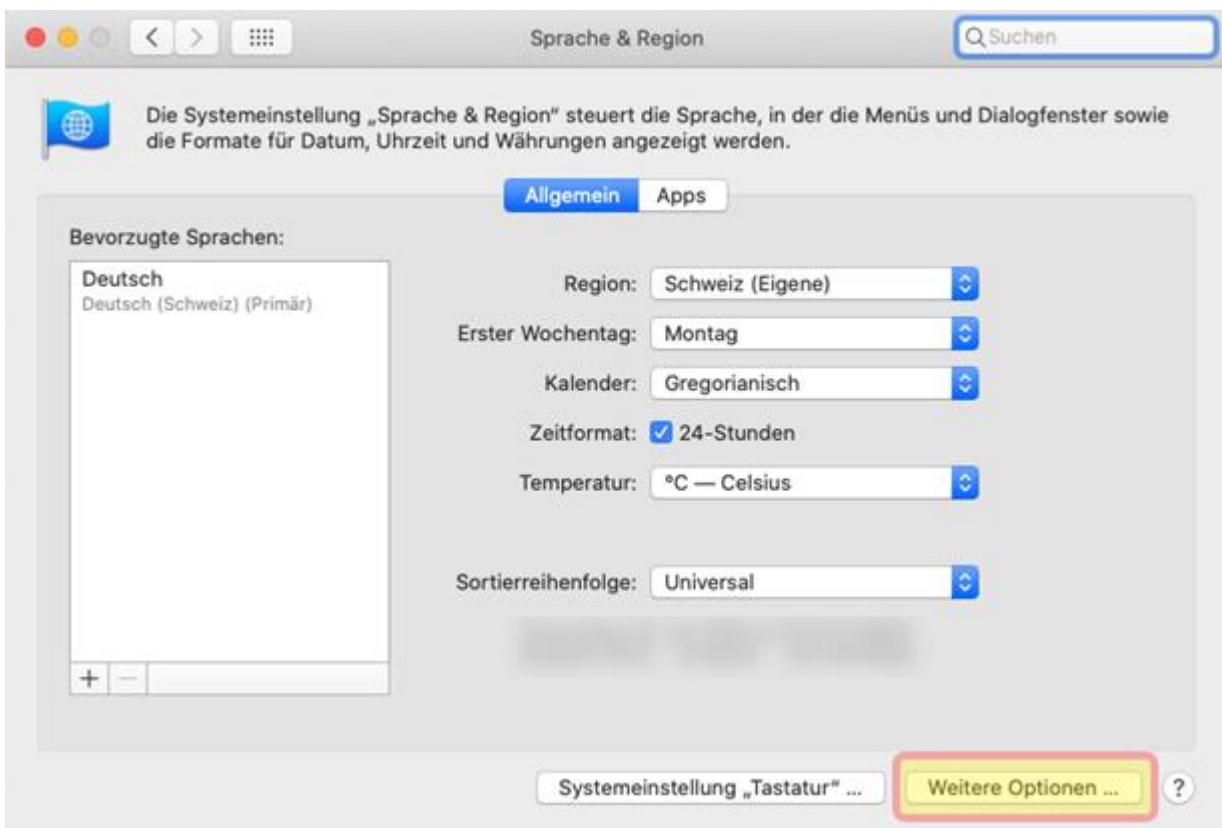 Sprache & Region
Suchen
Die Systemeinstellung „Sprache & Region“ steuert die Sprache, in der die Menüs und Dialogfenster sowie
die Formate für Datum, Uhrzeit und Währungen angezeigt werden.
Allgemein
Apps
Bevorzugte Sprachen:
Deutsch
Deutsch (Schweiz) (Primär)
Region: Schweiz (Eigene)
Erster Wochentag: Montag
Kalender: Gregorianisch
Zeitformat: 24-Stunden
Temperatur: °C — Celsius
Sortierreihenfolge: Universal
Systemeinstellung „Tastatur“ ...
Weitere Optionen ...
?